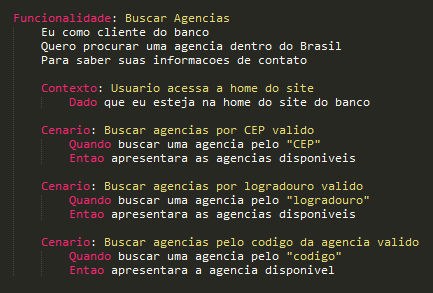 Funcionalidade: Buscar Agencias
Eu como cliente do banco
Quero procurar uma agencia dentro do Brasil
Para saber suas informacoes de contato
Contexto: Usuario acessa a home do site
Dado que eu esteja na home do site do banco
Cenario: Buscar agencias por CEP valido
Quando buscar uma agencia pelo "CEP"
Entao apresentara as agencias disponiveis
Cenario: Buscar agencias por logradouro valido
Quando buscar uma agencia pelo "logradouro"
Entao apresentara as agencias disponiveis
Cenario: Buscar agencias pelo codigo da agencia valido
Quando buscar uma agencia pelo "codigo"
Entao apresentara a agencia disponivel